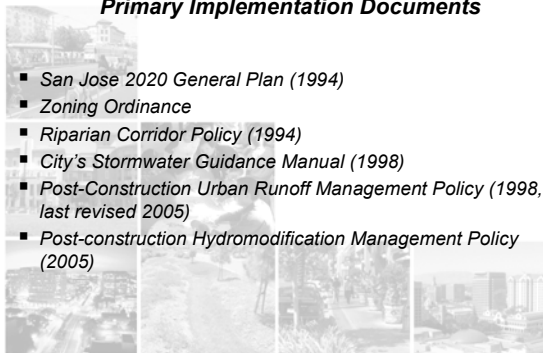 Primary Implementation Documents
▪ San Jose 2020 General Plan (1994)
▪ Zoning Ordinance
▪ Riparian Corridor Policy (1994)
▪ City's Stormwater Guidance Manual (1998)
▪ Post-Construction Urban Runoff Management Policy (1998,
last revised 2005)
▪ Post-construction Hydromodification Management Policy
(2005)